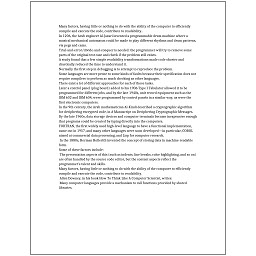 Many factors, having little or nothing to do with the ability of the computer to efficiently
compile and execute the code, contribute to readability.
In 1206, the Arab engineer Al-Jazari invented a programmable drum machine where a
musical mechanical automaton could be made to play different rhythms and drum patterns,
via pegs and cams.
Trial-and-error/divide-and-conquer is needed: the programmer will try to remove some
parts of the original test case and check if the problem still exists.
A study found that a few simple readability transformations made code shorter and
drastically reduced the time to understand it.
Normally the first step in debugging is to attempt to reproduce the problem.
Some languages are more prone to some kinds of faults because their specification does not
require compilers to perform as much checking as other languages.
There exist a lot of different approaches for each of those tasks.
Later a control panel (plug board) added to his 1906 Type I Tabulator allowed it to be
programmed for different jobs, and by the late 1940s, unit record equipment such as the
IBM 602 and IBM 604, were programmed by control panels in a similar way, as were the
first electronic computers.
In the 9th century, the Arab mathematician Al-Kindi described a cryptographic algorithm
for deciphering encrypted code, in A Manuscript on Deciphering Cryptographic Messages.
By the late 1960s, data storage devices and computer terminals became inexpensive enough
that programs could be created by typing directly into the computers.
FORTRAN, the first widely used high-level language to have a functional implementation,
came out in 1957, and many other languages were soon developed—in particular, COBOL
aimed at commercial data processing, and Lisp for computer research.
In the 1880s, Herman Hollerith invented the concept of storing data in machine-readable
form.
Some of these factors include:
The presentation aspects of this (such as indents, line breaks, color highlighting, and so on)
are often handled by the source code editor, but the content aspects reflect the
programmer's talent and skills.
Many factors, having little or nothing to do with the ability of the computer to efficiently
compile and execute the code, contribute to readability.
Allen Downey, in his book How To Think Like A Computer Scientist, writes:
Many computer languages provide a mechanism to call functions provided by shared
libraries.